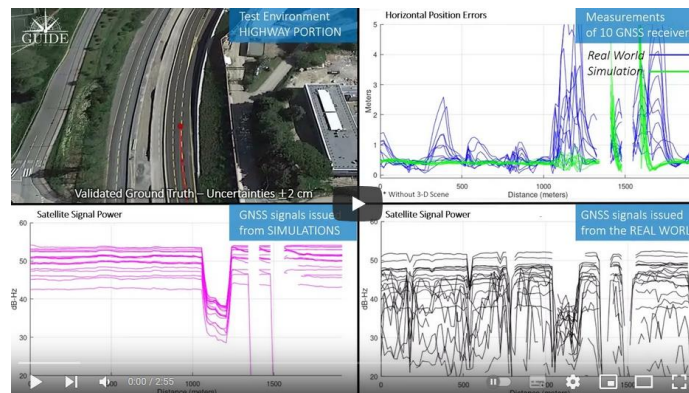 GUIDE
Test Environment
HIGHWAY PORTION
Validated Ground Truth – Uncertainties ±2 cm
Horizontal Position Errors
Measurements
of 10 GNSS receiver
Real World
Simulation
Meters
5
4
3
2
1
0
0
500
1000
1500
* Without 3-D Scene
Distance (meters)
Satellite Signal Power
GNSS signals issued
from SIMULATIONS
dB-Hz
60
50
40
30
20
1000
1500
Distance (meters)
Satellite Signal Power
GNSS signals issued
from the REAL WORL
dB-Hz
60
50
40
30
20
0
500
0:00 / 2:55